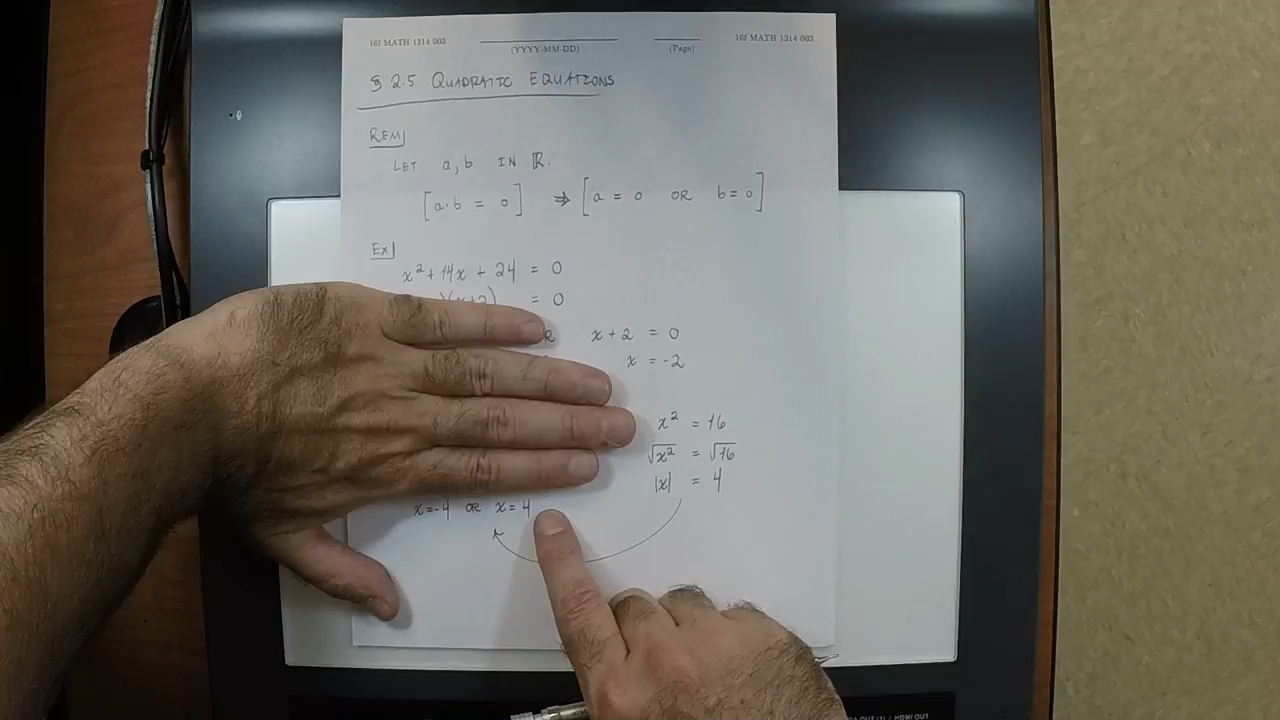 16f MATH 1314 003 (YYYY-MM-DD) (Page) 16f MATH 1314 003
§ 2.5 QUADRATIC EQUATIONS
REM
LET a, b IN ℝ.
[a·b = 0] ⇒ [a = 0 OR b = 0]
EX
x² + 14x + 24 = 0
)(x+2) = 0
R x + 2 = 0
x = -2
x² = 16
√x² = √16
|x| = 4
x = -4 OR x = 4